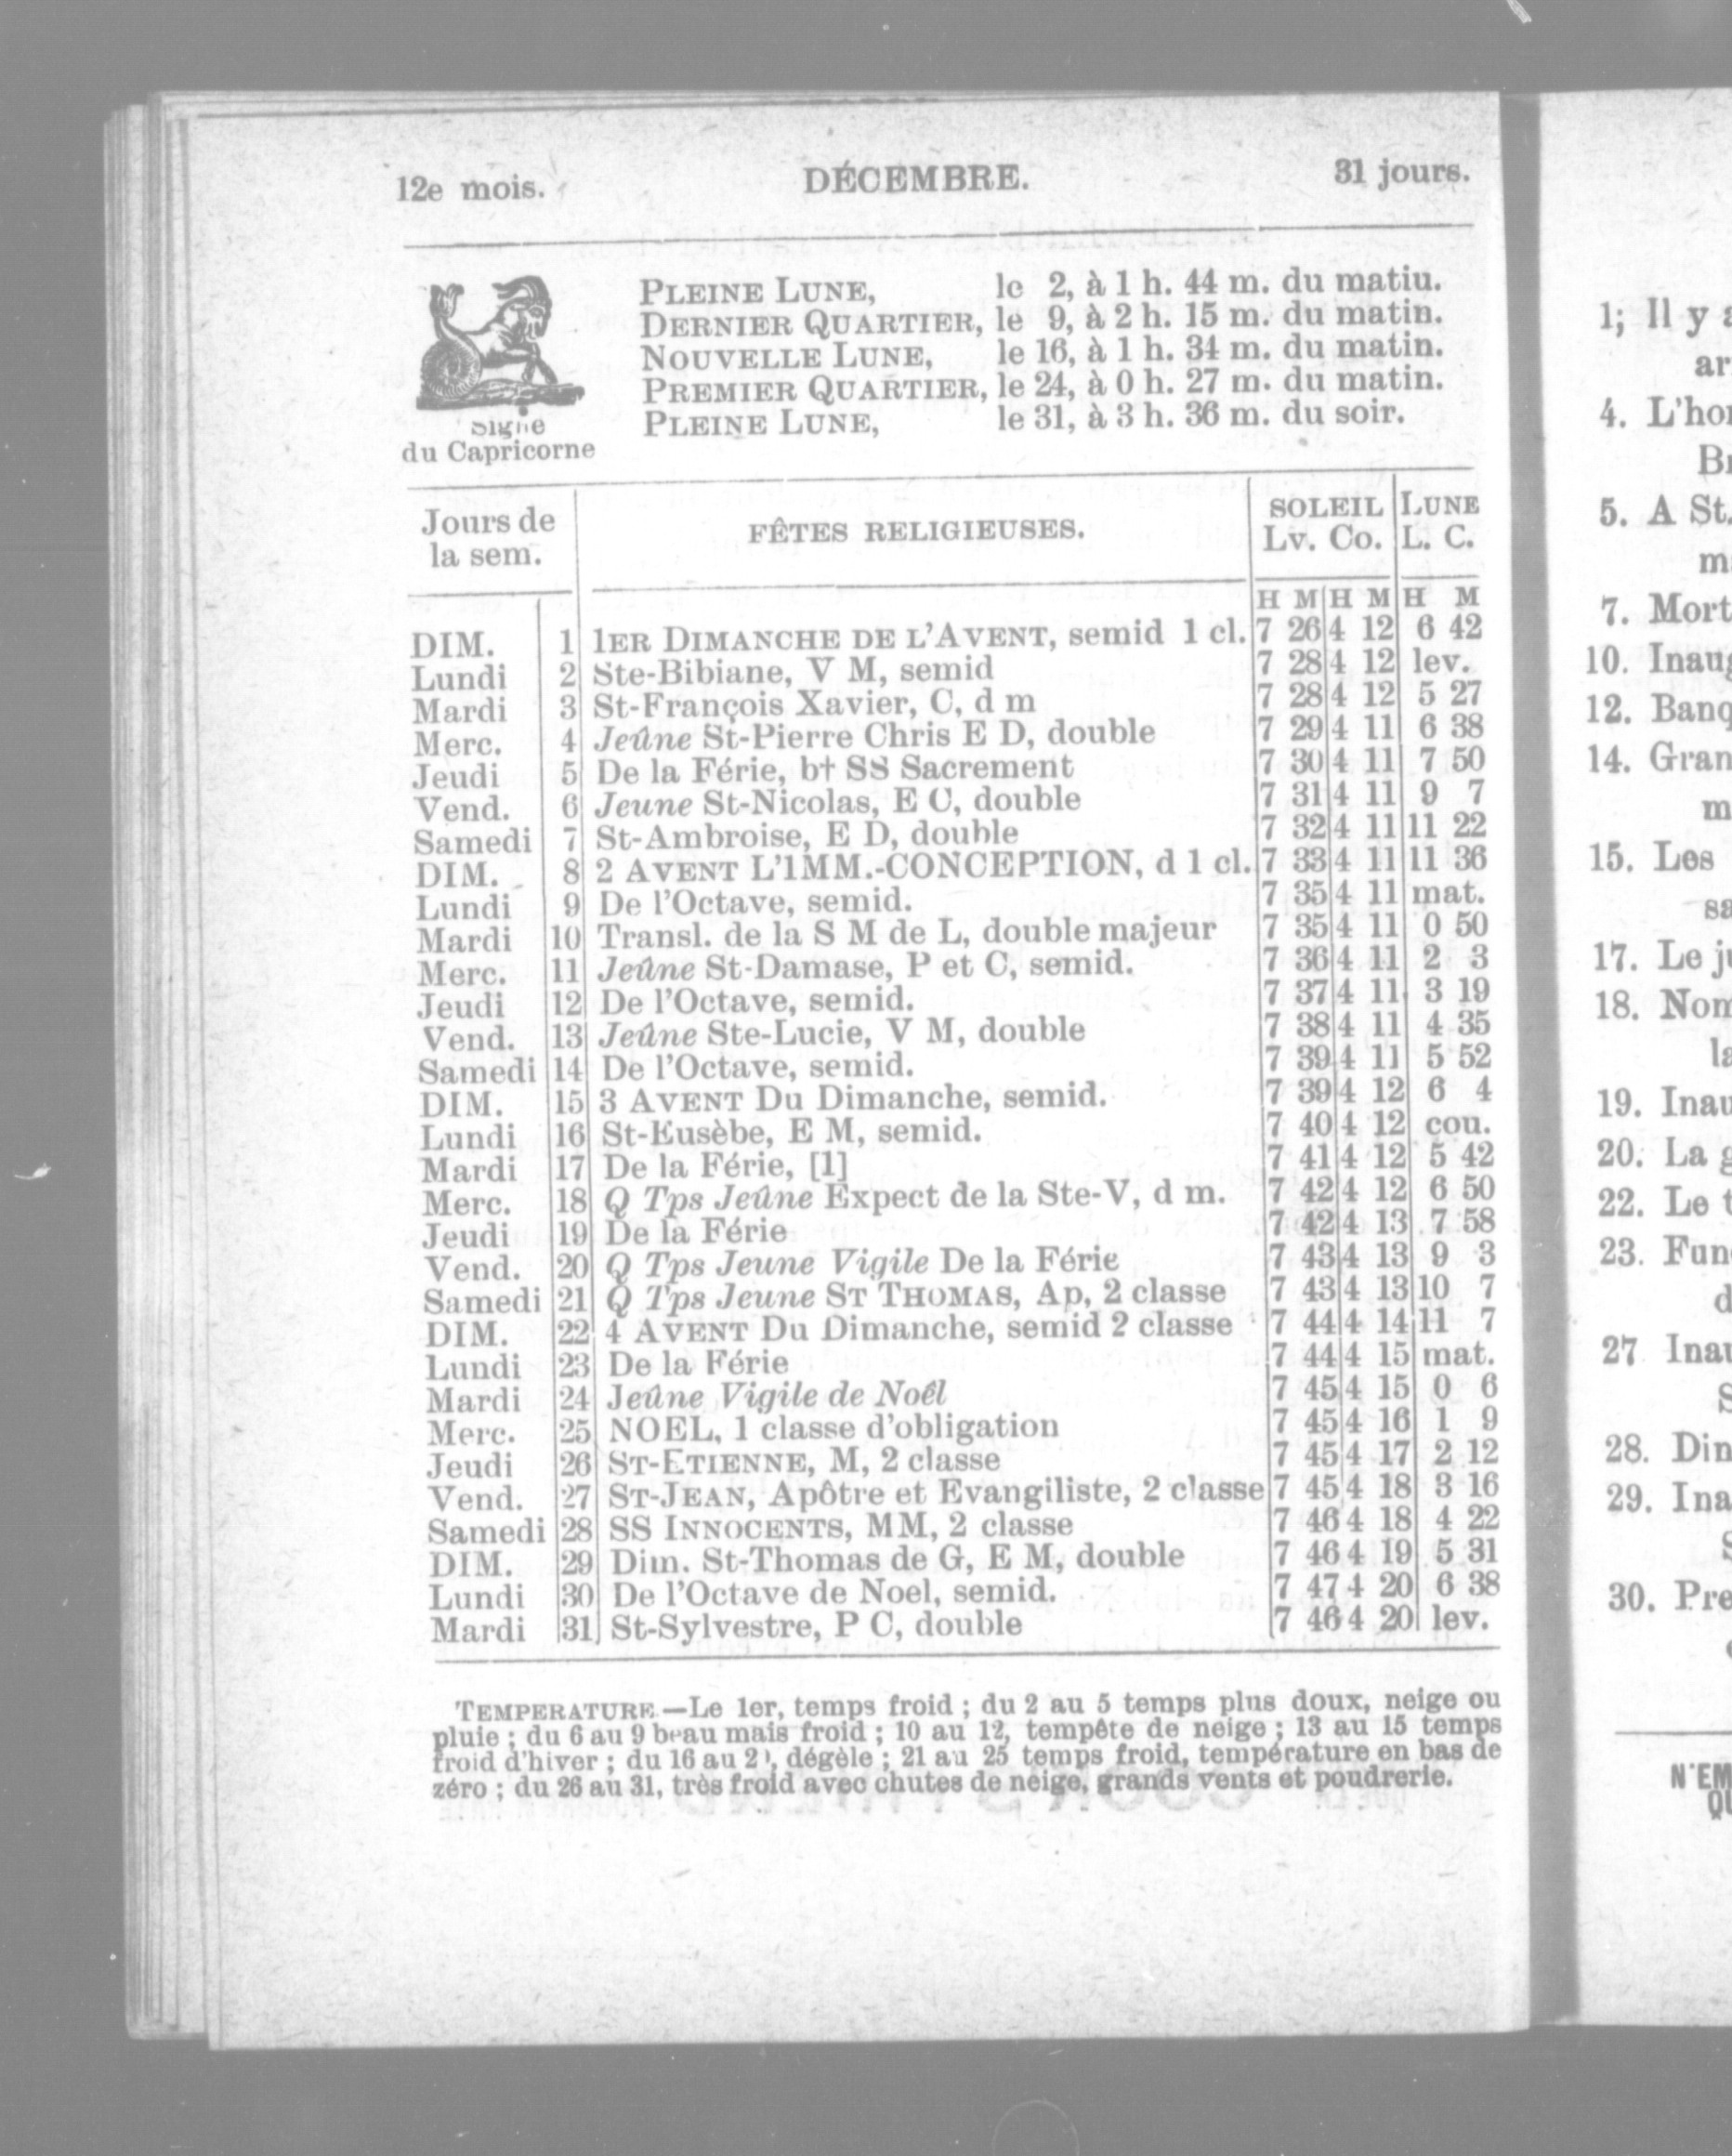 12e mois. DÉCEMBRE. 31 jours.
PLEINE LUNE, le 2, à 1 h. 44 m. du matiu.
DERNIER QUARTIER, le 9, à 2 h. 15 m. du matin.
NOUVELLE LUNE, le 16, à 1 h. 34 m. du matin.
PREMIER QUARTIER, le 24, à 0 h. 27 m. du matin.
PLEINE LUNE, le 31, à 3 h. 36 m. du soir.
Signe
du Capricorne
Jours de la sem. FÊTES RELIGIEUSES. SOLEIL LUNE
Lv. Co. L. C.
H M H M H M
DIM. 1 1ER DIMANCHE DE L'AVENT, semid 1 cl. 7 26 4 12 6 42
Lundi 2 Ste-Bibiane, V M, semid 7 28 4 12 lev.
Mardi 3 St-François Xavier, C, d m 7 28 4 12 5 27
Merc. 4 Jeûne St-Pierre Chris E D, double 7 29 4 11 6 38
Jeudi 5 De la Férie, b† SS Sacrement 7 30 4 11 7 50
Vend. 6 Jeune St-Nicolas, E C, double 7 31 4 11 9 7
Samedi 7 St-Ambroise, E D, double 7 32 4 11 11 22
DIM. 8 2 AVENT L'1MM.-CONCEPTION, d 1 cl. 7 33 4 11 11 36
Lundi 9 De l'Octave, semid. 7 35 4 11 mat.
Mardi 10 Transl. de la S M de L, double majeur 7 35 4 11 0 50
Merc. 11 Jeûne St-Damase, P et C, semid. 7 36 4 11 2 3
Jeudi 12 De l'Octave, semid. 7 37 4 11 3 19
Vend. 13 Jeûne Ste-Lucie, V M, double 7 38 4 11 4 35
Samedi 14 De l'Octave, semid. 7 39 4 11 5 52
DIM. 15 3 AVENT Du Dimanche, semid. 7 39 4 12 6 4
Lundi 16 St-Eusèbe, E M, semid. 7 40 4 12 cou.
Mardi 17 De la Férie, [1] 7 41 4 12 5 42
Merc. 18 Q Tps Jeûne Expect de la Ste-V, d m. 7 42 4 12 6 50
Jeudi 19 De la Férie 7 42 4 13 7 58
Vend. 20 Q Tps Jeune Vigile De la Férie 7 43 4 13 9 3
Samedi 21 Q Tps Jeune ST THOMAS, Ap, 2 classe 7 43 4 13 10 7
DIM. 22 4 AVENT Du Dimanche, semid 2 classe 7 44 4 14 11 7
Lundi 23 De la Férie 7 44 4 15 mat.
Mardi 24 Jeûne Vigile de Noêl 7 45 4 15 0 6
Merc. 25 NOEL, 1 classe d'obligation 7 45 4 16 1 9
Jeudi 26 ST-ETIENNE, M, 2 classe 7 45 4 17 2 12
Vend. 27 ST-JEAN, Apôtre et Evangiliste, 2 classe 7 45 4 18 3 16
Samedi 28 SS INNOCENTS, MM, 2 classe 7 46 4 18 4 22
DIM. 29 Dim. St-Thomas de G, E M, double 7 46 4 19 5 31
Lundi 30 De l'Octave de Noel, semid. 7 47 4 20 6 38
Mardi 31 St-Sylvestre, P C, double 7 46 4 20 lev.
TEMPERATURE.—Le 1er, temps froid ; du 2 au 5 temps plus doux, neige ou
pluie ; du 6 au 9 beau mais froid ; 10 au 12, tempête de neige ; 13 au 15 temps
froid d'hiver ; du 16 au dégèle ; 21 au 25 temps froid, température en bas de
zéro ; du 26 au 31, très froid avec chutes de neige, grands vents et poudrerie.
1; Il y
4. L'
5. A St.
7. Mort
10.
12.
14.
15. Les
17. Le
18.
19.
20. La
22. Le
23.
27
28.
29.
30.